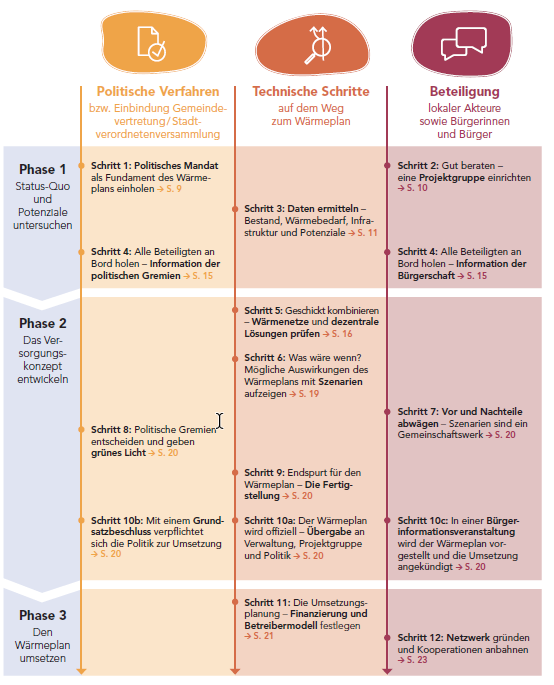 Politische Verfahren
bzw. Einbindung Gemeinde-
vertretung/Stadt-
verordnetenversammlung
Technische Schritte
auf dem Weg
zum Wärmeplan
Beteiligung
lokaler Akteure
sowie Bürgerinnen
und Bürger
Phase 1
Status-Quo
und
Potenziale
untersuchen
Schritt 1: Politisches Mandat
als Fundament des Wärme-
plans einholen → S. 9
Schritt 2: Gut beraten –
eine Projektgruppe einrichten
→ S. 10
Schritt 3: Daten ermitteln –
Bestand, Wärmebedarf, Infra-
struktur und Potenziale → S. 11
Schritt 4: Alle Beteiligten an
Bord holen – Information der
politischen Gremien → S. 15
Schritt 4: Alle Beteiligten an
Bord holen – Information der
Bürgerschaft → S. 15
Phase 2
Das Ver-
sorgungs-
konzept
entwickeln
Schritt 5: Geschickt kombinieren
– Wärmenetze und dezentrale
Lösungen prüfen → S. 16
Schritt 6: Was wäre wenn?
Mögliche Auswirkungen des
Wärmeplans mit Szenarien
aufzeigen → S. 19
Schritt 7: Vor und Nachteile
abwägen – Szenarien sind ein
Gemeinschaftswerk → S. 20
Schritt 8: Politische Gremien
entscheiden und geben
grünes Licht → S. 20
Schritt 9: Endspurt für den
Wärmeplan – Die Fertig-
stellung → S. 20
Schritt 10b: Mit einem Grund-
satzbeschluss verpflichtet
sich die Politik zur Umsetzung
→ S. 20
Schritt 10a: Der Wärmeplan
wird offiziell – Übergabe an
Verwaltung, Projektgruppe
und Politik → S. 20
Schritt 10c: In einer Bürger-
informationsveranstaltung
wird der Wärmeplan vor-
gestellt und die Umsetzung
angekündigt → S. 20
Phase 3
Den
Wärmeplan
umsetzen
Schritt 11: Die Umsetzungs-
planung – Finanzierung und
Betreibermodell festlegen
→ S. 21
Schritt 12: Netzwerk gründen
und Kooperationen anbahnen
→ S. 23